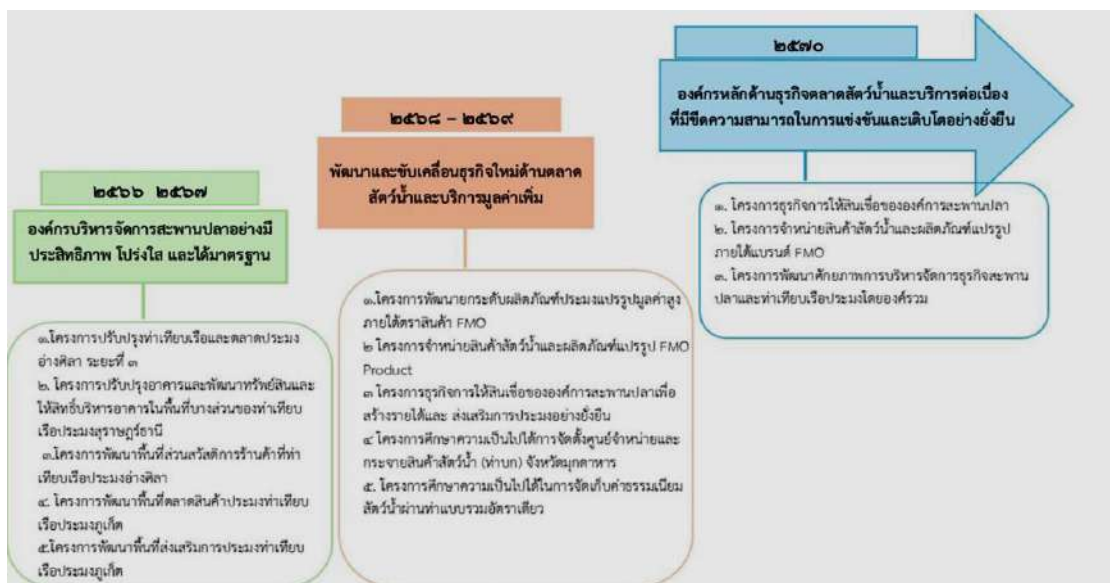 ๒๕๖๖ ๒๕๖๗
องค์กรบริหารจัดการสะพานปลาอย่างมี
ประสิทธิภาพ โปร่งใส และได้มาตรฐาน
๑.โครงการปรับปรุงท่าเทียบเรือและตลาดประมง
อ่างศิลา ระยะที่ ๓
๒. โครงการปรับปรุงอาคารและพัฒนาทรัพย์สินและ
ให้สิทธิ์บริหารอาคารในพื้นที่บางส่วนของท่าเทียบ
เรือประมงสุราษฎร์ธานี
๓.โครงการพัฒนาพื้นที่ส่วนสวัสดิการร้านค้าที่ท่า
เทียบเรือประมงอ่างศิลา
๔. โครงการพัฒนาพื้นที่ตลาดสินค้าประมงท่าเทียบ
เรือประมงภูเก็ต
๕.โครงการพัฒนาพื้นที่ส่งเสริมการประมงท่าเทียบ
เรือประมงภูเก็ต
๒๕๖๘ – ๒๕๖๙
พัฒนาและขับเคลื่อนธุรกิจใหม่ด้านตลาด
สัตว์น้ำและบริการมูลค่าเพิ่ม
๑.โครงการพัฒนายกระดับผลิตภัณฑ์ประมงแปรรูปมูลค่าสูง
ภายใต้ตราสินค้า FMO
๒ โครงการจำหน่ายสินค้าสัตว์น้ำและผลิตภัณฑ์แปรรูป FMO
Product
๓ โครงการธุรกิจการให้สินเชื่อขององค์การสะพานปลาเพื่อ
สร้างรายได้และ ส่งเสริมการประมงอย่างยั่งยืน
๔ โครงการศึกษาความเป็นไปได้การจัดตั้งศูนย์จำหน่ายและ
กระจายสินค้าสัตว์น้ำ (ท่าบก) จังหวัดมุกดาหาร
๕. โครงการศึกษาความเป็นไปได้ในการจัดเก็บค่าธรรมเนียม
สัตว์น้ำผ่านท่าแบบรวมอัตราเดียว
๒๕๗๐
องค์กรหลักด้านธุรกิจตลาดสัตว์น้ำและบริการต่อเนื่อง
ที่มีขีดความสามารถในการแข่งขันและเติบโตอย่างยั่งยืน
๑. โครงการธุรกิจการให้สินเชื่อขององค์การสะพานปลา
๒. โครงการจำหน่ายสินค้าสัตว์น้ำและผลิตภัณฑ์แปรรูป
ภายใต้แบรนด์ FMO
๓. โครงการพัฒนาศักยภาพการบริหารจัดการธุรกิจสะพาน
ปลาและท่าเทียบเรือประมงโดยองค์รวม